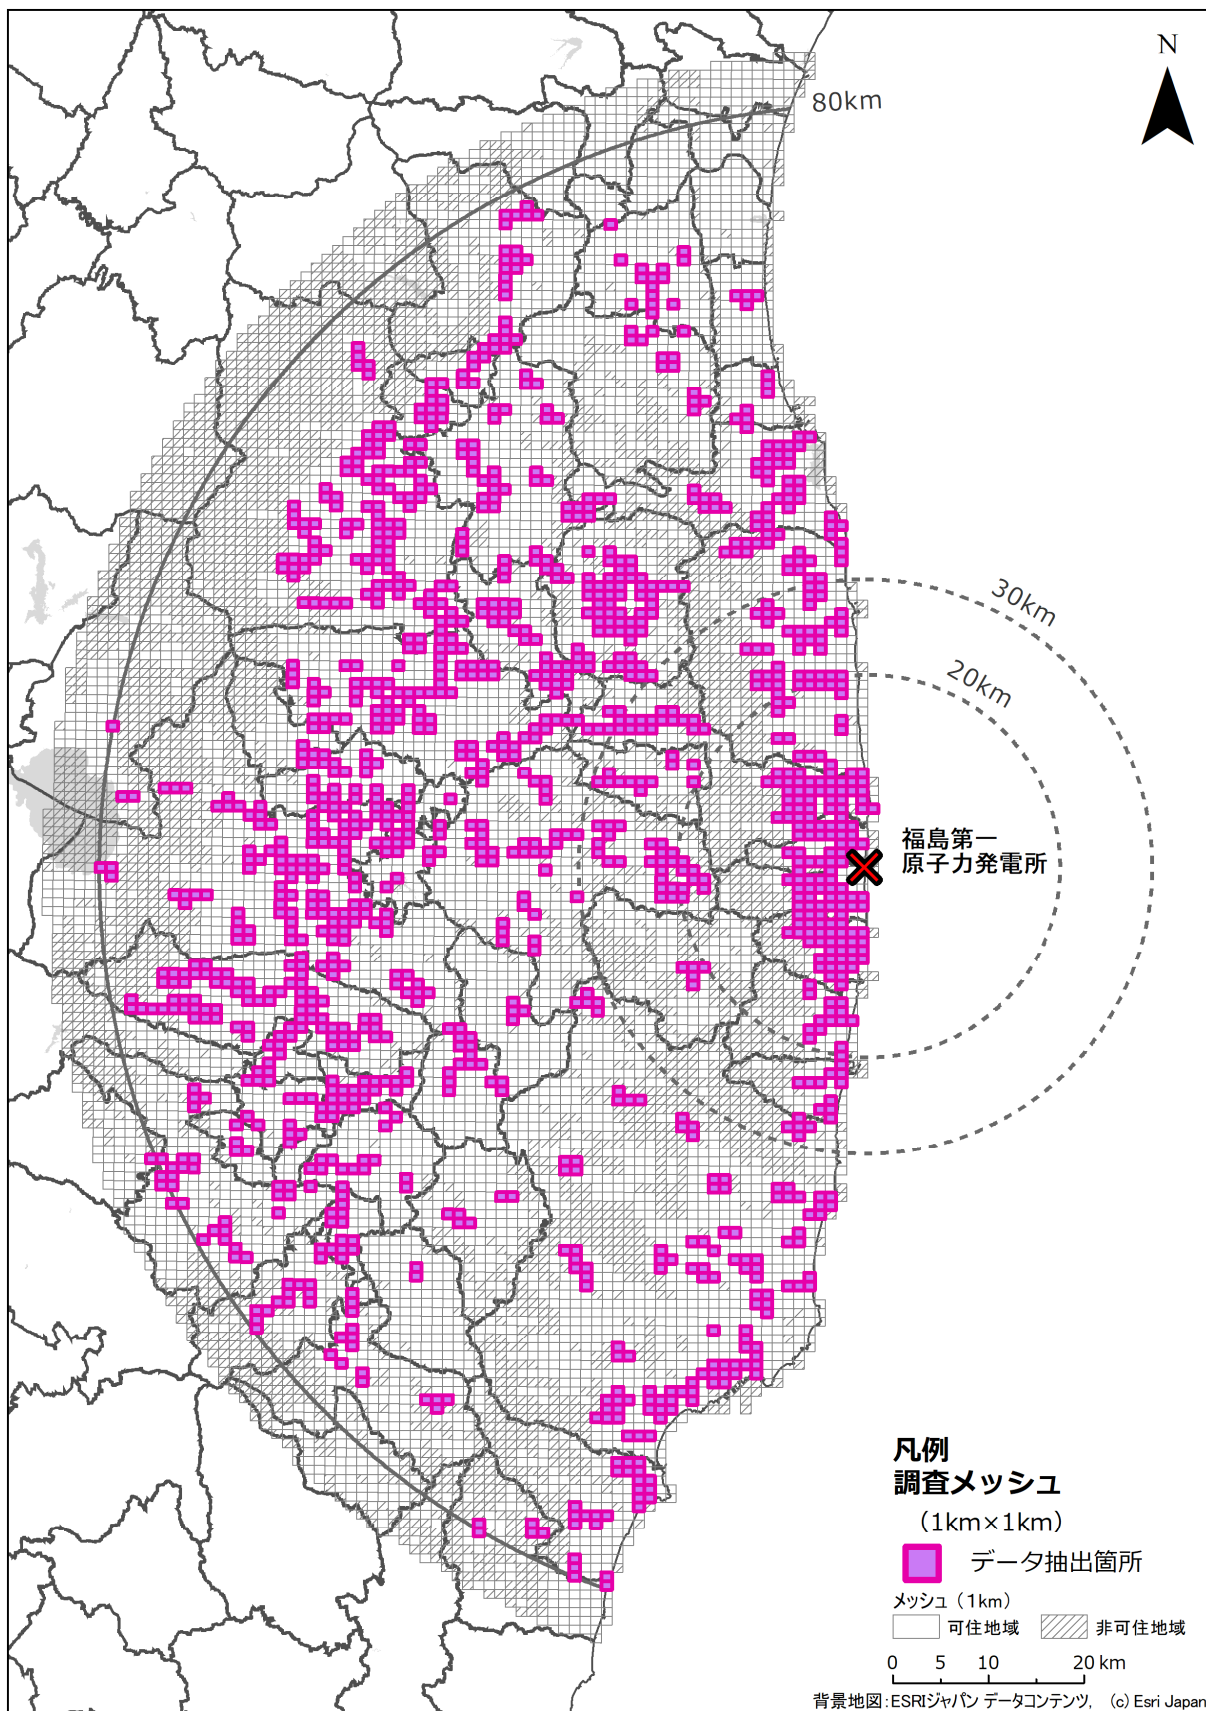 N
80km
30km
20km
福島第一
原子力発電所
凡例
調査メッシュ
(1km×1km)
データ抽出箇所
メッシュ (1km)
可住地域
非可住地域
0 5 10 20 km
背景地図:ESRIジャパン データコンテンツ, (c) Esri Japan